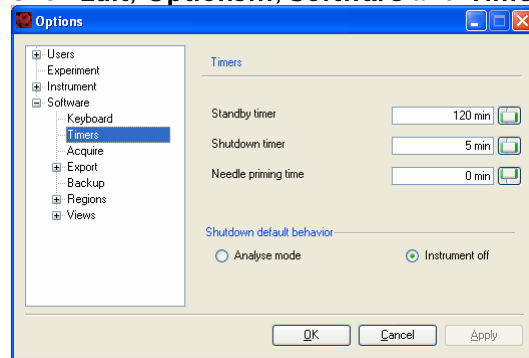 Options
Users
Experiment
Instrument
Software
Keyboard
Timers
Acquire
Export
Backup
Regions
Views
Timers
Standby timer 120 min
Shutdown timer 5 min
Needle priming time 0 min
Shutdown default behavior
Analyse mode Instrument off
OK Cancel Apply